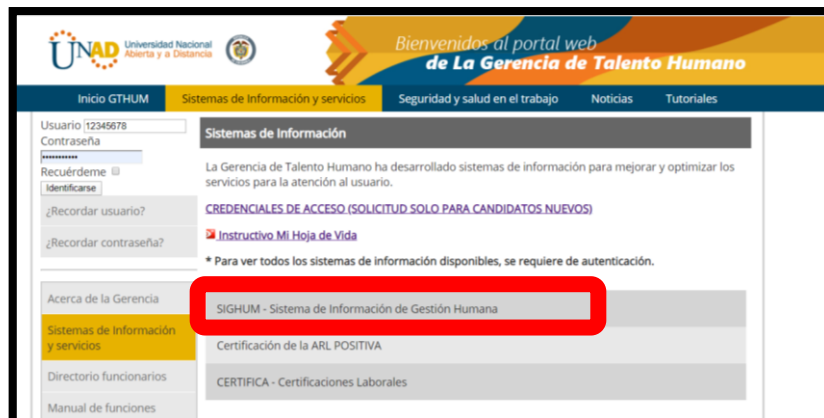 UNAD Universidad Nacional
Abierta y a Distancia
Bienvenidos al portal web
de La Gerencia de Talento Humano
Inicio GTHUM Sistemas de Información y servicios Seguridad y salud en el trabajo Noticias Tutoriales
Usuario 12345678
Contraseña
•••••••••••
Recuérdeme
Identificarse
¿Recordar usuario?
¿Recordar contraseña?
Acerca de la Gerencia
Sistemas de Información
y servicios
Directorio funcionarios
Manual de funciones
Sistemas de Información
La Gerencia de Talento Humano ha desarrollado sistemas de información para mejorar y optimizar los
servicios para la atención al usuario.
CREDENCIALES DE ACCESO (SOLICITUD SOLO PARA CANDIDATOS NUEVOS)
Instructivo Mi Hoja de Vida
* Para ver todos los sistemas de información disponibles, se requiere de autenticación.
SIGHUM - Sistema de Información de Gestión Humana
Certificación de la ARL POSITIVA
CERTIFICA - Certificaciones Laborales